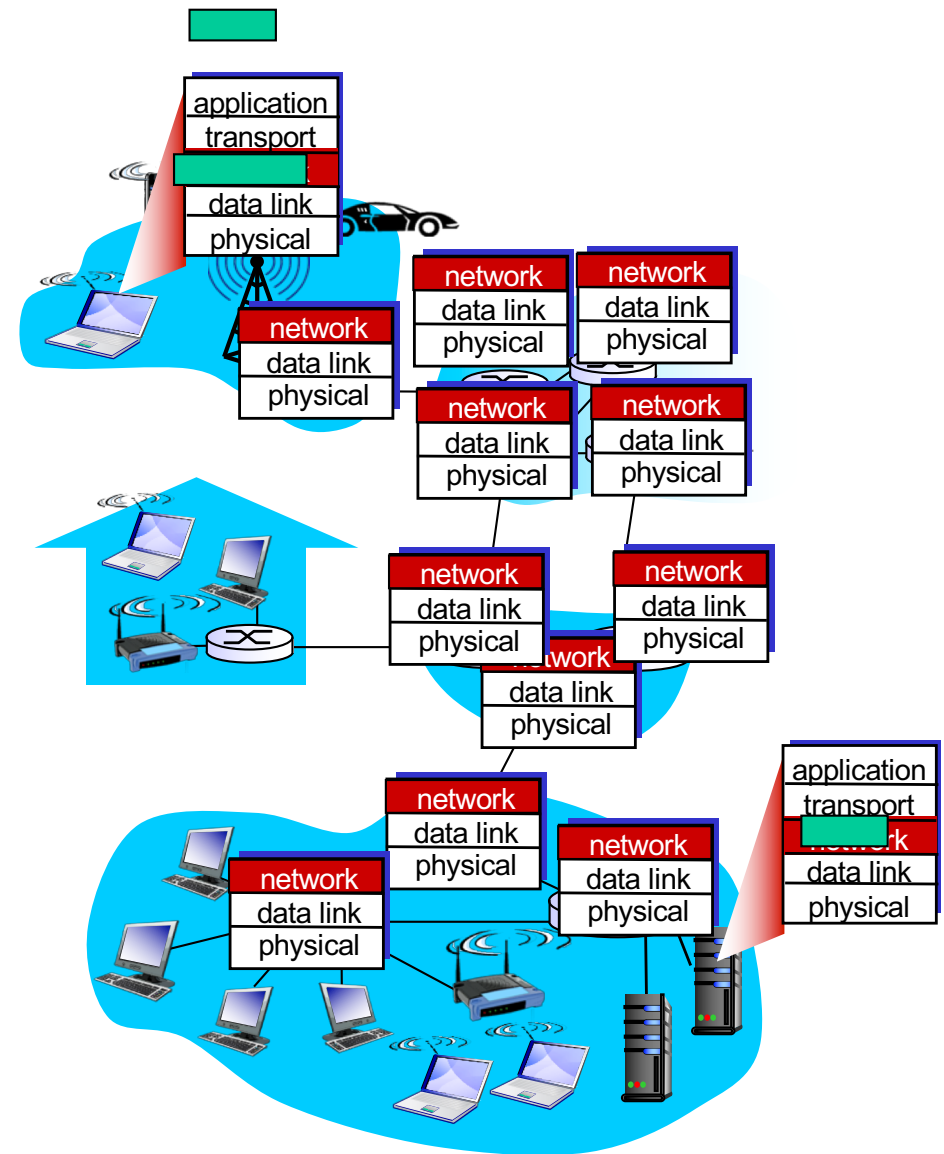 application
transport
data link
physical
network
data link
physical
network
data link
physical
network
data link
physical
network
data link
physical
network
data link
physical
network
data link
physical
network
data link
physical
network
data link
physical
network
data link
physical
application
transport
network
data link
physical
network
data link
physical
network
data link
physical